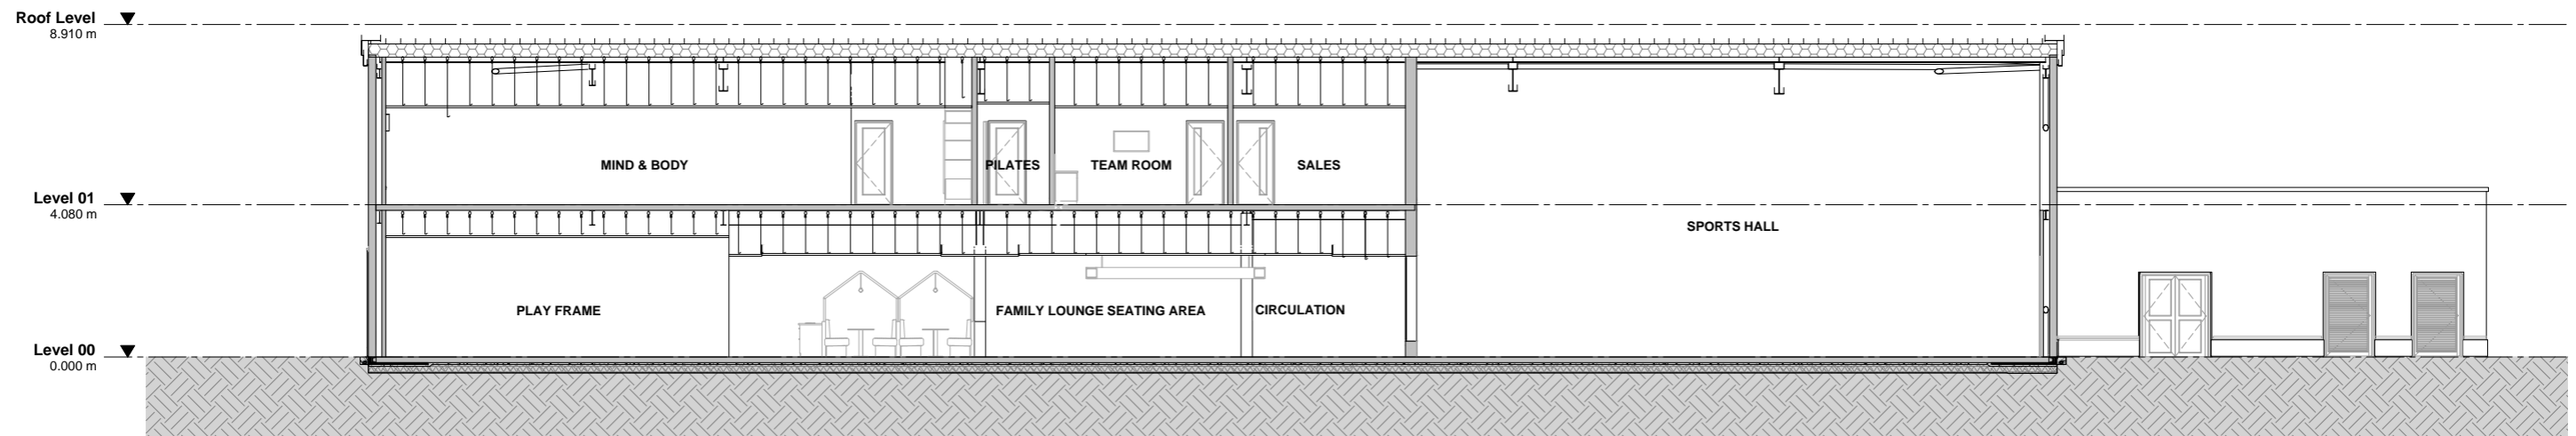 Roof Level
8.910 m
MIND & BODY
PILATES
TEAM ROOM
SALES
Level 01
4.080 m
SPORTS HALL
PLAY FRAME
FAMILY LOUNGE SEATING AREA
CIRCULATION
Level 00
0.000 m